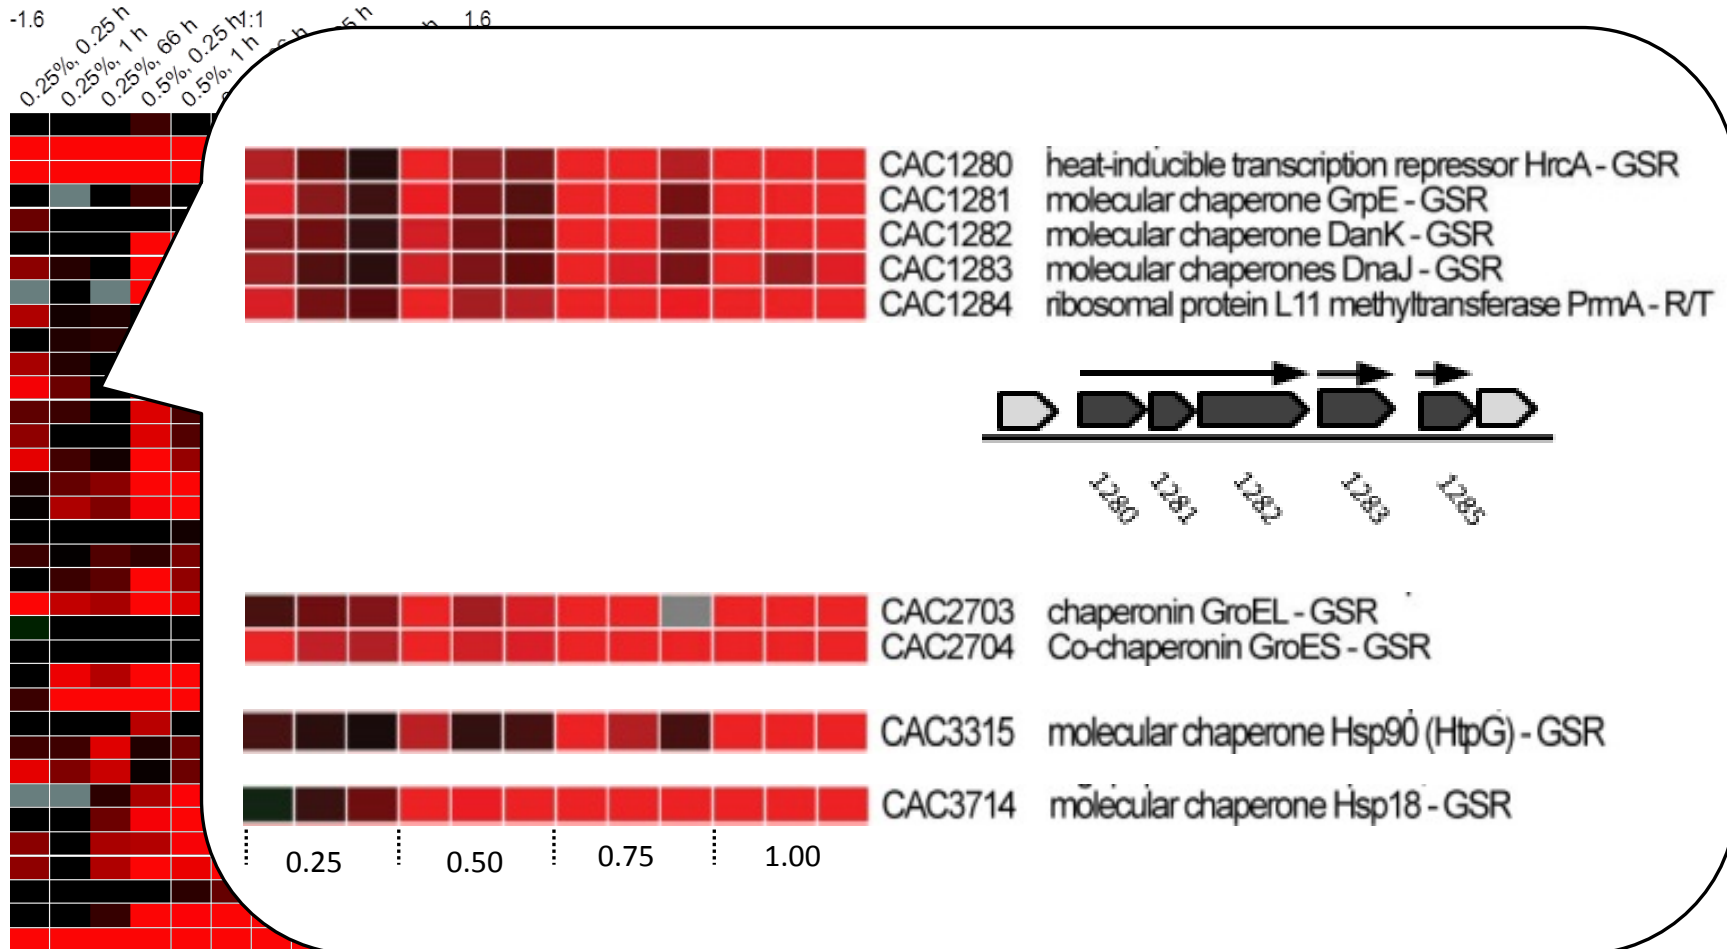 -1.6 1:1 1.6
0.25%, 0.25 h
0.25%, 1 h
0.25%, 66 h
0.5%, 0.25 h
0.5%, 1 h
CAC1280 heat-inducible transcription repressor HrcA - GSR
CAC1281 molecular chaperone GrpE - GSR
CAC1282 molecular chaperone DanK - GSR
CAC1283 molecular chaperones DnaJ - GSR
CAC1284 ribosomal protein L11 methyltransferase PrmA - R/T
1280 1281 1282 1283 1285
CAC2703 chaperonin GroEL - GSR
CAC2704 Co-chaperonin GroES - GSR
CAC3315 molecular chaperone Hsp90 (HtpG) - GSR
CAC3714 molecular chaperone Hsp18 - GSR
0.25 0.50 0.75 1.00